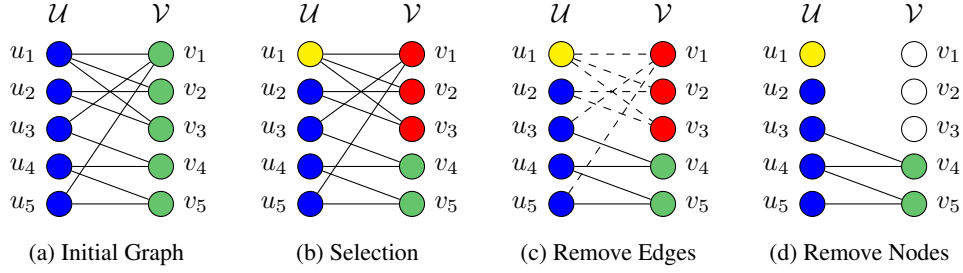 𝒰 𝒱 𝒰 𝒱 𝒰 𝒱 𝒰 𝒱
u₁ v₁ u₁ v₁ u₁ v₁ u₁ v₁
u₂ v₂ u₂ v₂ u₂ v₂ u₂ v₂
u₃ v₃ u₃ v₃ u₃ v₃ u₃ v₃
u₄ v₄ u₄ v₄ u₄ v₄ u₄ v₄
u₅ v₅ u₅ v₅ u₅ v₅ u₅ v₅
(a) Initial Graph (b) Selection (c) Remove Edges (d) Remove Nodes